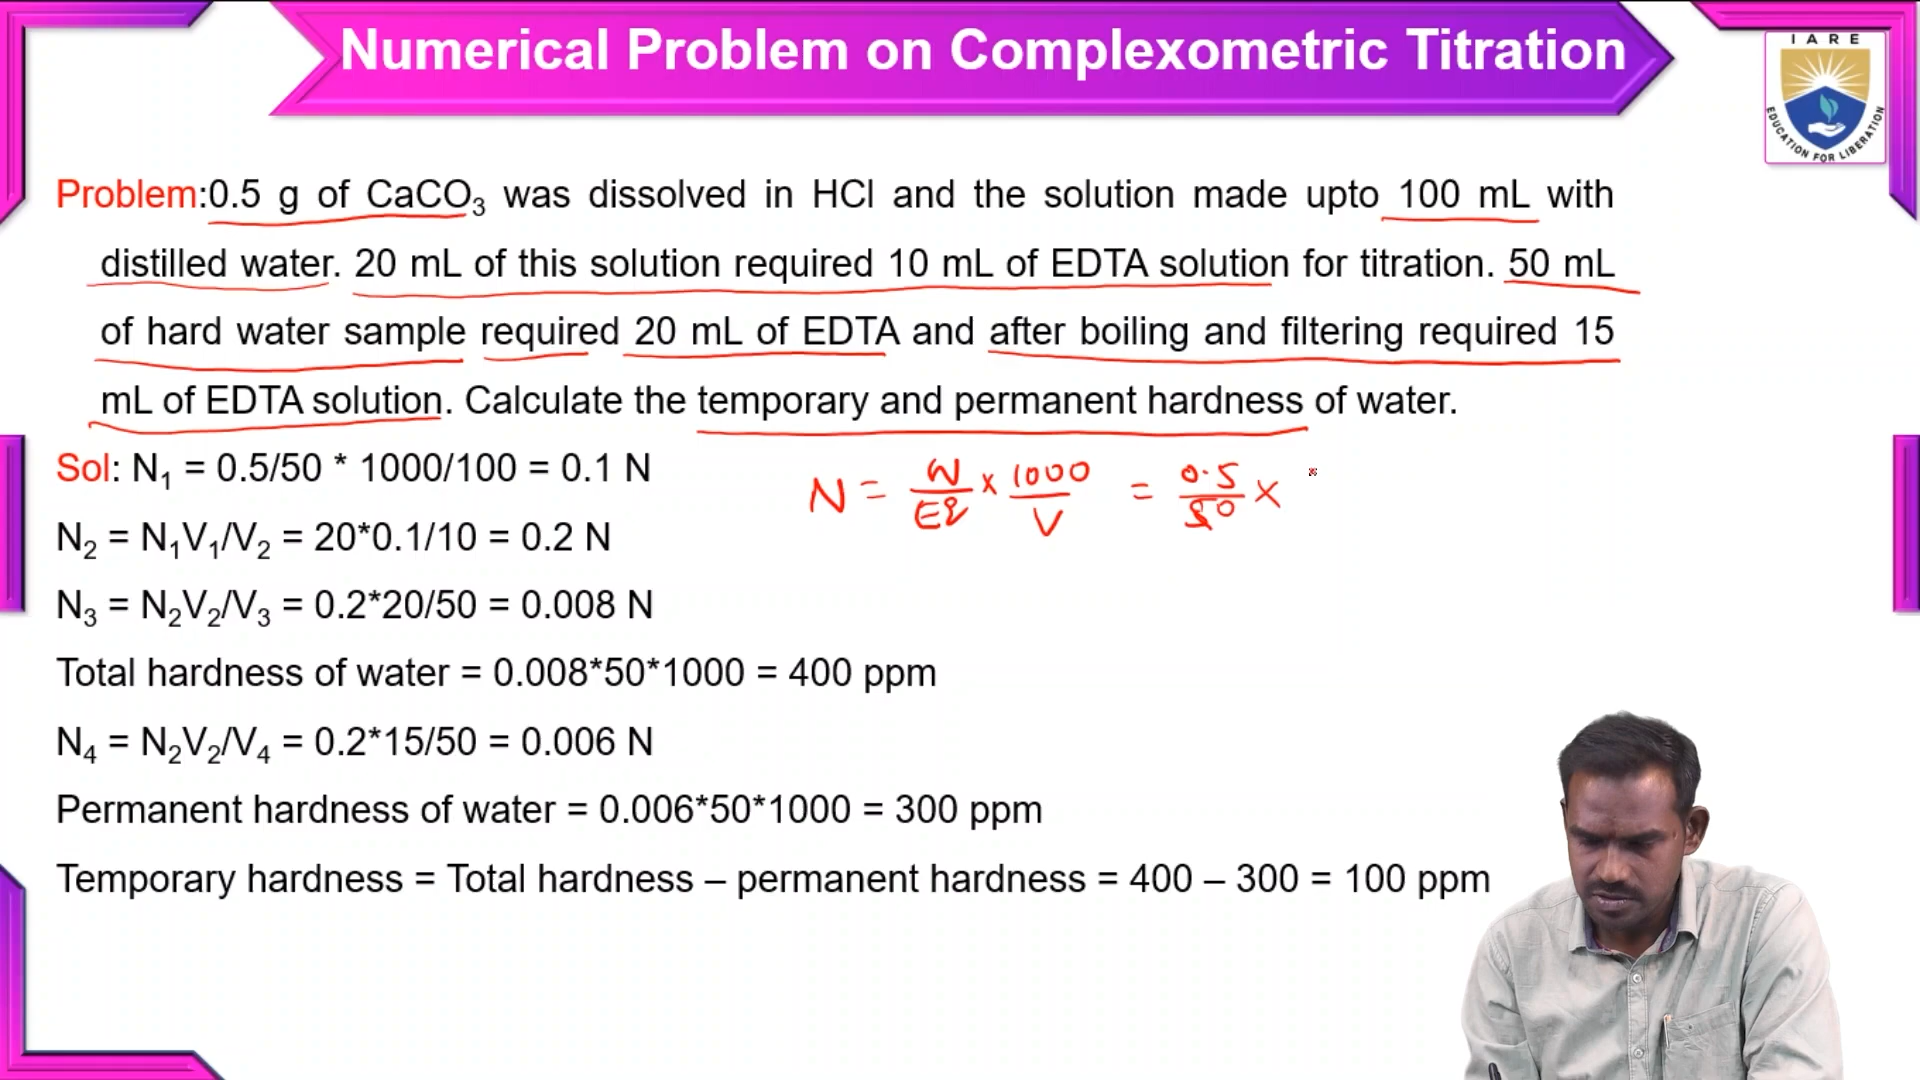 Numerical Problem on Complexometric Titration
IARE
EDUCATION FOR LIBERATION
Problem:0.5 g of CaCO₃ was dissolved in HCl and the solution made upto 100 mL with
distilled water. 20 mL of this solution required 10 mL of EDTA solution for titration. 50 mL
of hard water sample required 20 mL of EDTA and after boiling and filtering required 15
mL of EDTA solution. Calculate the temporary and permanent hardness of water.
Sol: N₁ = 0.5/50 * 1000/100 = 0.1 N
N = W/Eq × 1000/V = 0.5/50 ×
N₂ = N₁V₁/V₂ = 20*0.1/10 = 0.2 N
N₃ = N₂V₂/V₃ = 0.2*20/50 = 0.008 N
Total hardness of water = 0.008*50*1000 = 400 ppm
N₄ = N₂V₂/V₄ = 0.2*15/50 = 0.006 N
Permanent hardness of water = 0.006*50*1000 = 300 ppm
Temporary hardness = Total hardness – permanent hardness = 400 – 300 = 100 ppm